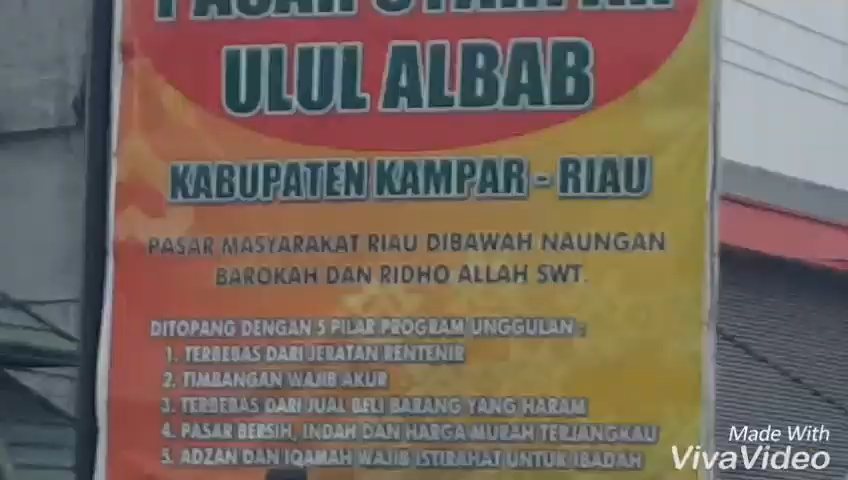 PASAR SYARI'AH
ULUL ALBAB
KABUPATEN KAMPAR - RIAU
PASAR MASYARAKAT RIAU DIBAWAH NAUNGAN
BAROKAH DAN RIDHO ALLAH SWT.
DITOPANG DENGAN 5 PILAR PROGRAM UNGGULAN :
1. TERBEBAS DARI JERATAN RENTENIR
2. TIMBANGAN WAJIB AKUR
3. TERBEBAS DARI JUAL BELI BARANG YANG HARAM
4. PASAR BERSIH, INDAH DAN HARGA MURAH TERJANGKAU
5. ADZAN DAN IQAMAH WAJIB ISTIRAHAT UNTUK IBADAH
Made With
VivaVideo